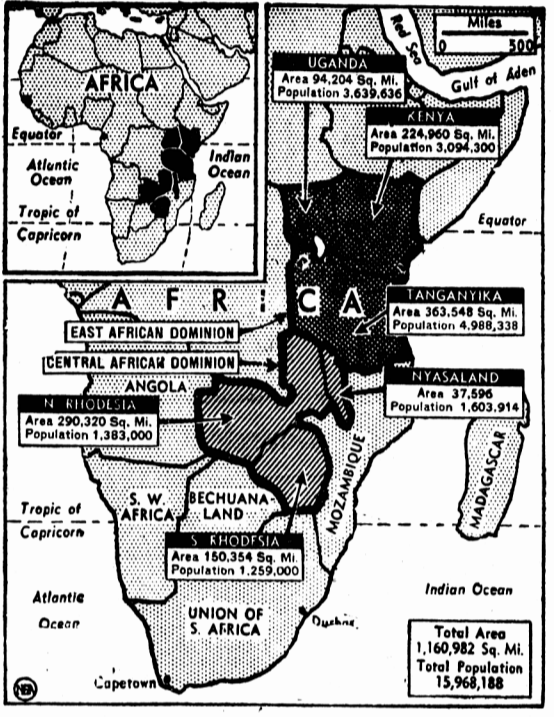 AFRICA
Equator
Atlantic
Ocean
Indian
Ocean
Tropic of
Capricorn
Miles
0 500
Red Sea
Gulf of Aden
UGANDA
Area 94,204 Sq. Mi.
Population 3,639,636
KENYA
Area 224,960 Sq. Mi.
Population 3,094,300
Equator
AFRICA
TANGANYIKA
Area 363,548 Sq. Mi.
Population 4,988,338
EAST AFRICAN DOMINION
CENTRAL AFRICAN DOMINION
ANGOLA
NYASALAND
Area 37,596
Population 1,603,914
N. RHODESIA
Area 290,320 Sq. Mi.
Population 1,383,000
MOZAMBIQUE
MADAGASCAR
S. W.
AFRICA
BECHUANA-
LAND
Tropic of
Capricorn
S. RHODESIA
Area 150,354 Sq. Mi.
Population 1,259,000
Atlantic
Ocean
Indian Ocean
UNION OF
S. AFRICA
Capetown
Total Area
1,160,982 Sq. Mi.
Total Population
15,968,188
NEA